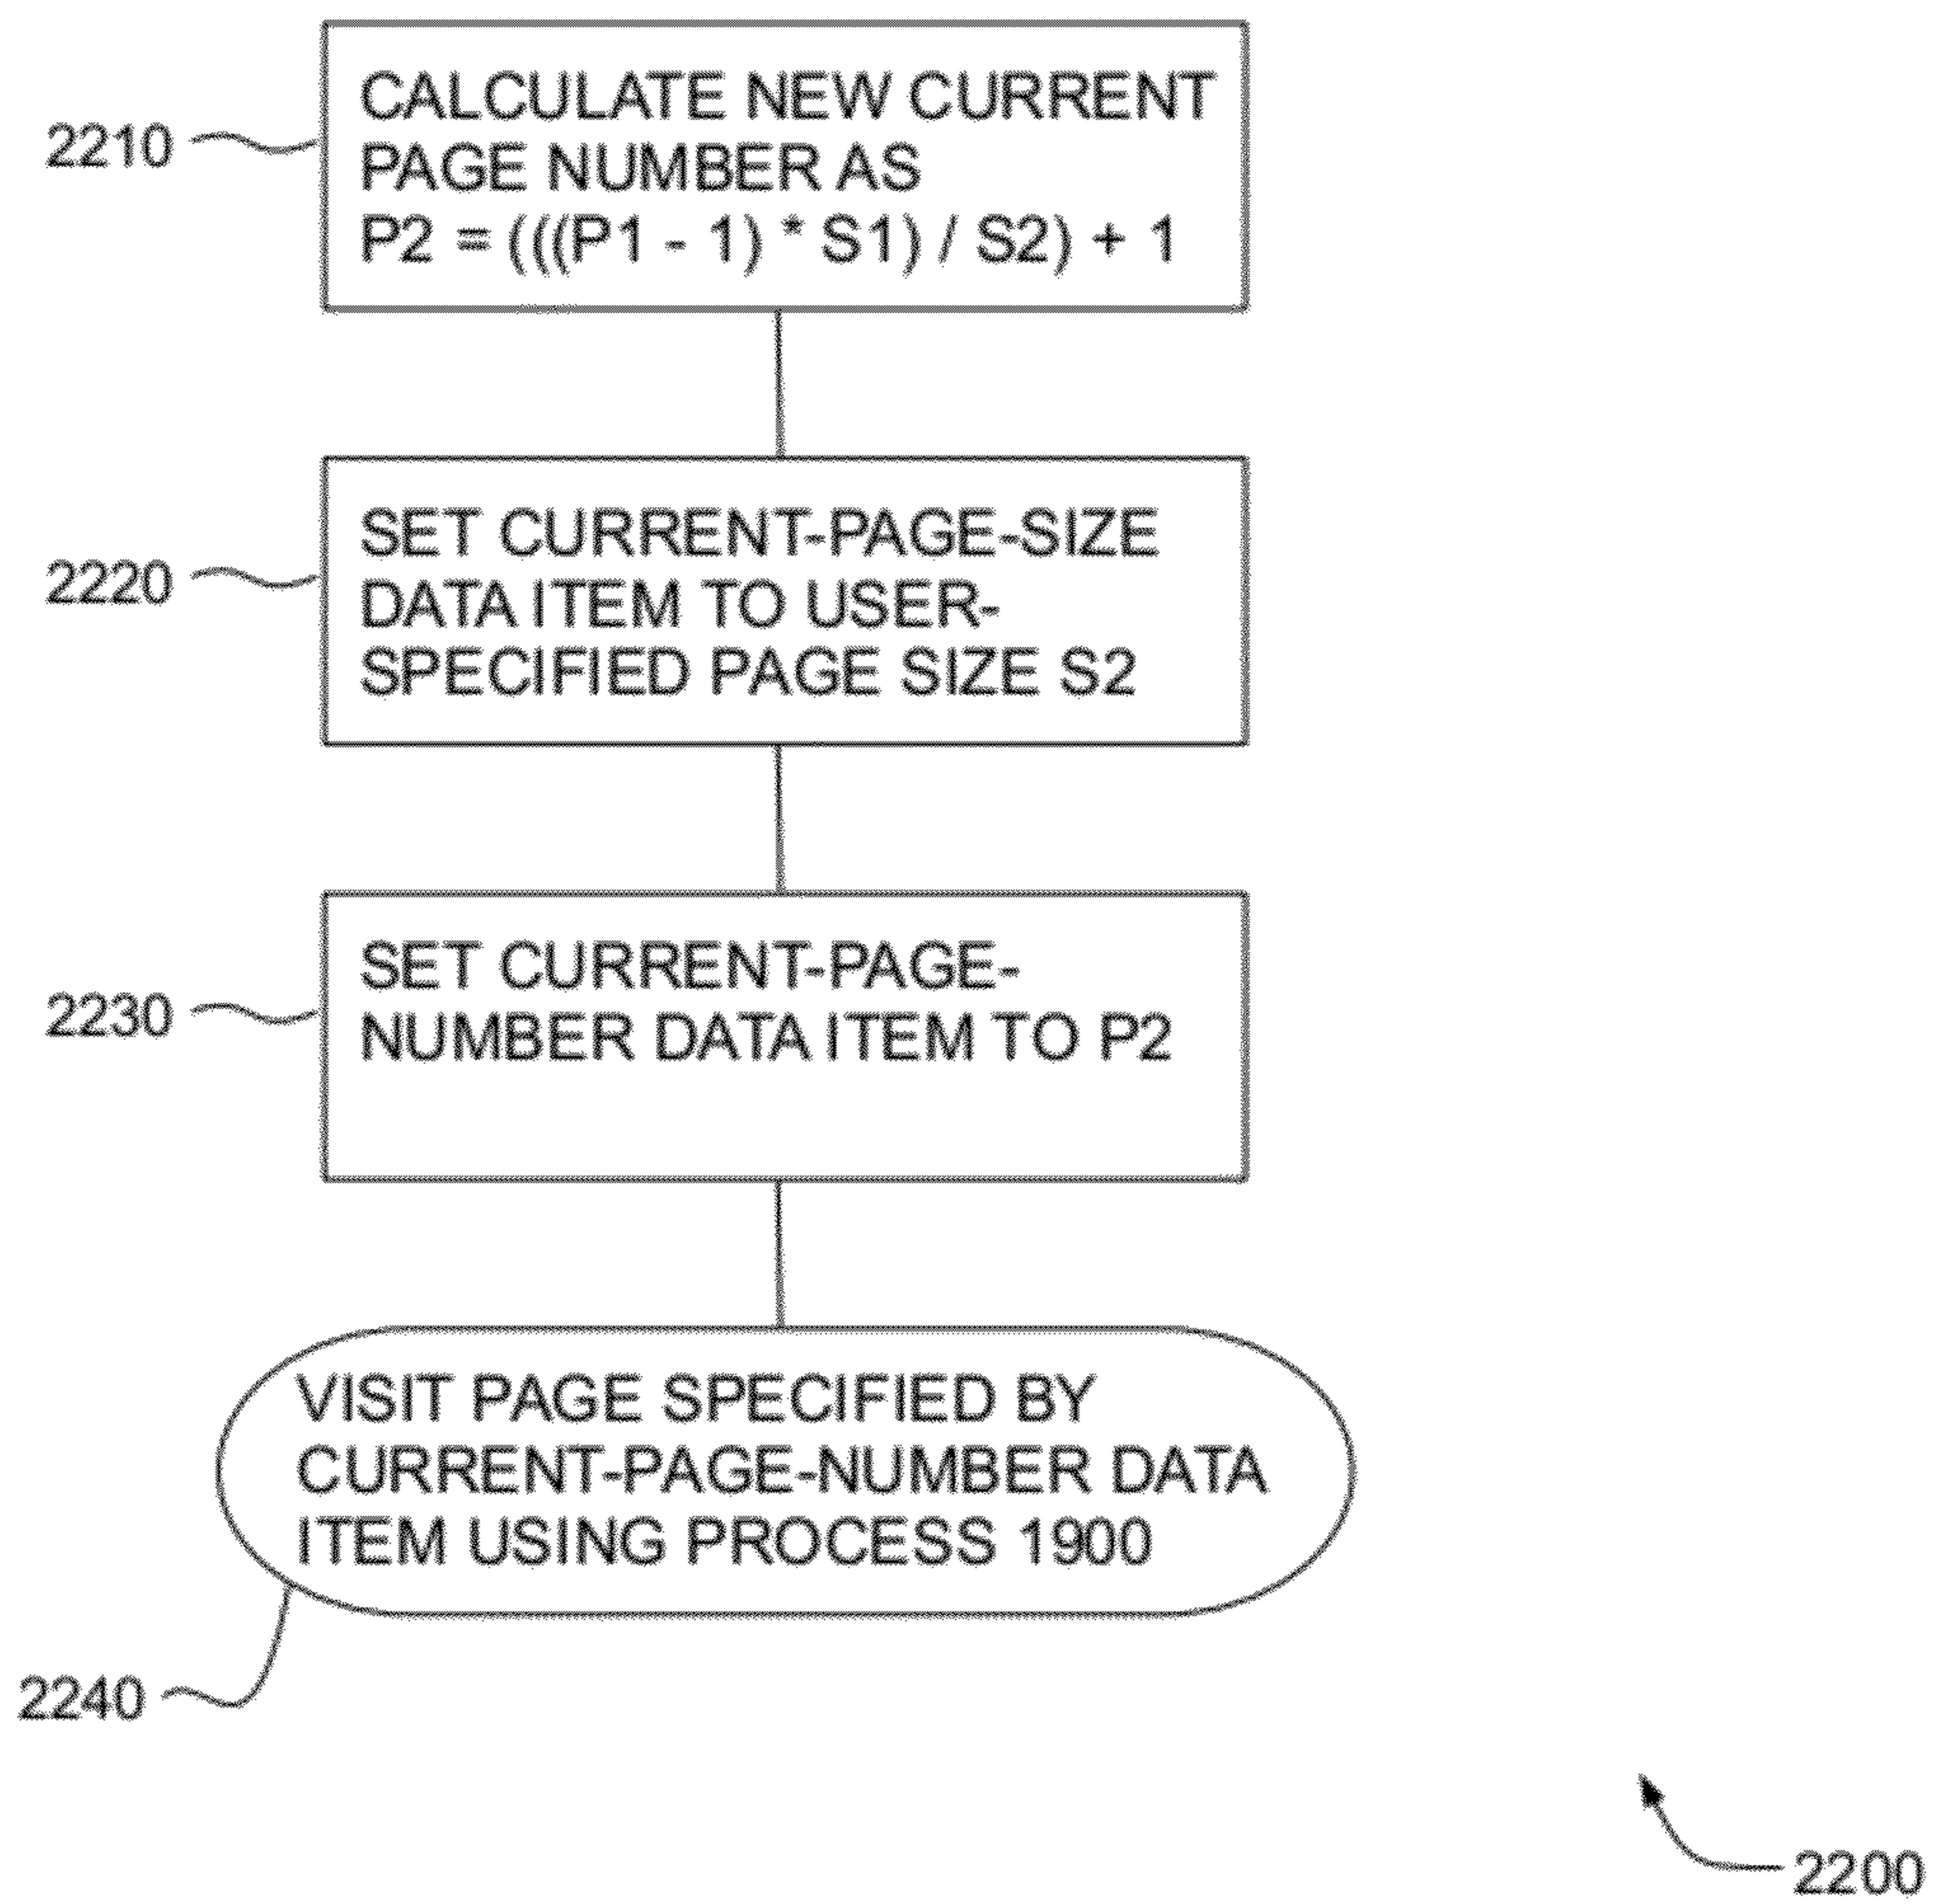 2210
CALCULATE NEW CURRENT
PAGE NUMBER AS
P2 = (((P1 - 1) * S1) / S2) + 1
2220
SET CURRENT-PAGE-SIZE
DATA ITEM TO USER-
SPECIFIED PAGE SIZE S2
2230
SET CURRENT-PAGE-
NUMBER DATA ITEM TO P2
VISIT PAGE SPECIFIED BY
CURRENT-PAGE-NUMBER DATA
ITEM USING PROCESS 1900
2240
2200